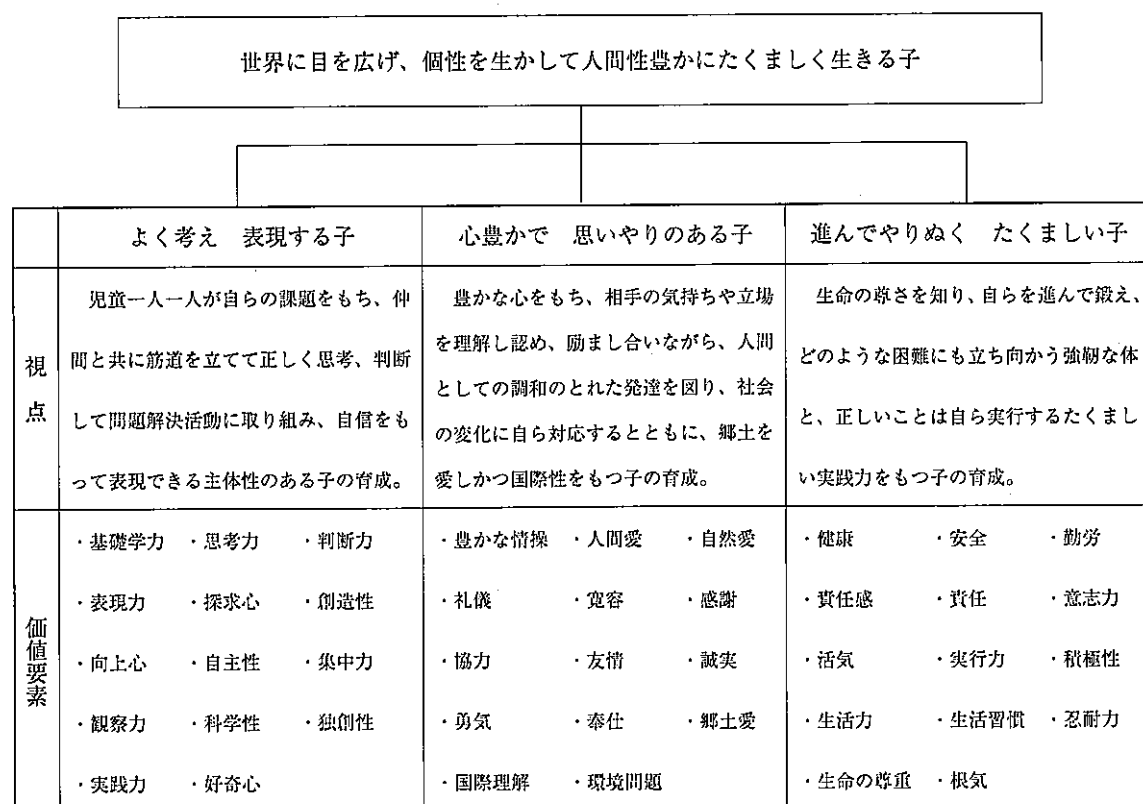 世界に目を広げ、個性を生かして人間性豊かにたくましく生きる子
よく考え 表現する子
心豊かで 思いやりのある子
進んでやりぬく たくましい子
視点
児童一人一人が自らの課題をもち、仲
間と共に筋道を立てて正しく思考、判断
して問題解決活動に取り組み、自信をも
って表現できる主体性のある子の育成。
豊かな心をもち、相手の気持ちや立場
を理解し認め、励まし合いながら、人間
としての調和のとれた発達を図り、社会
の変化に自ら対応するとともに、郷土を
愛しかつ国際性をもつ子の育成。
生命の尊さを知り、自らを進んで鍛え、
どのような困難にも立ち向かう強靭な体
と、正しいことは自ら実行するたくまし
い実践力をもつ子の育成。
価値要素
・基礎学力 ・思考力 ・判断力
・表現力 ・探求心 ・創造性
・向上心 ・自主性 ・集中力
・観察力 ・科学性 ・独創性
・実践力 ・好奇心
・豊かな情操 ・人間愛 ・自然愛
・礼儀 ・寛容 ・感謝
・協力 ・友情 ・誠実
・勇気 ・奉仕 ・郷土愛
・国際理解 ・環境問題
・健康 ・安全 ・勤労
・責任感 ・責任 ・意志力
・活気 ・実行力 ・積極性
・生活力 ・生活習慣 ・忍耐力
・生命の尊重 ・根気